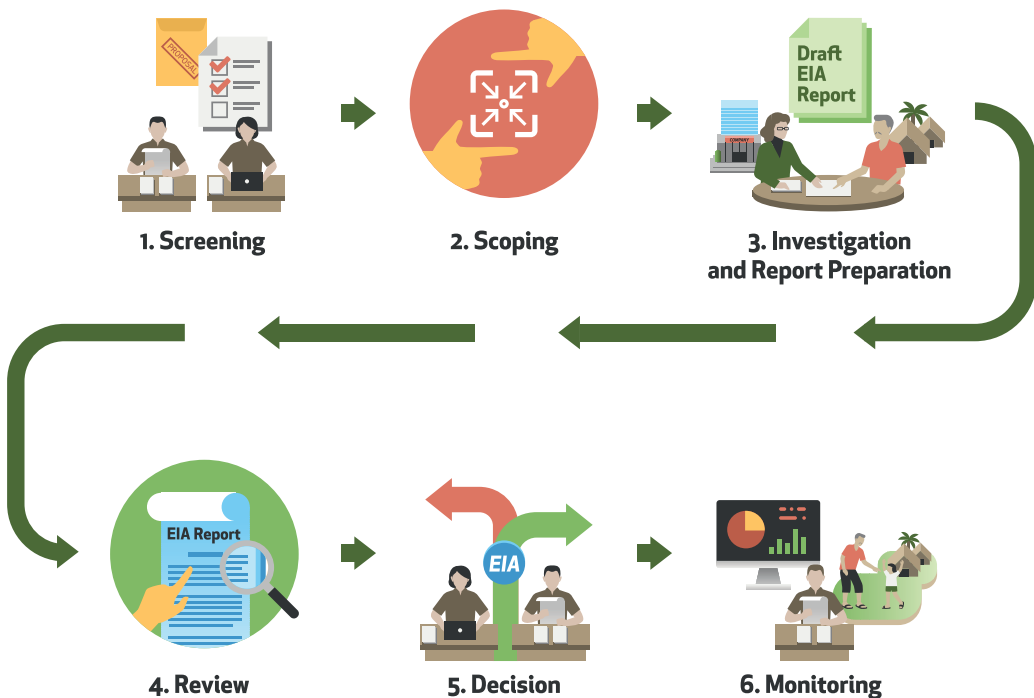 PROPOSAL
Draft
EIA
Report
COMPANY
1. Screening
2. Scoping
3. Investigation
and Report Preparation
EIA Report
EIA
4. Review
5. Decision
6. Monitoring